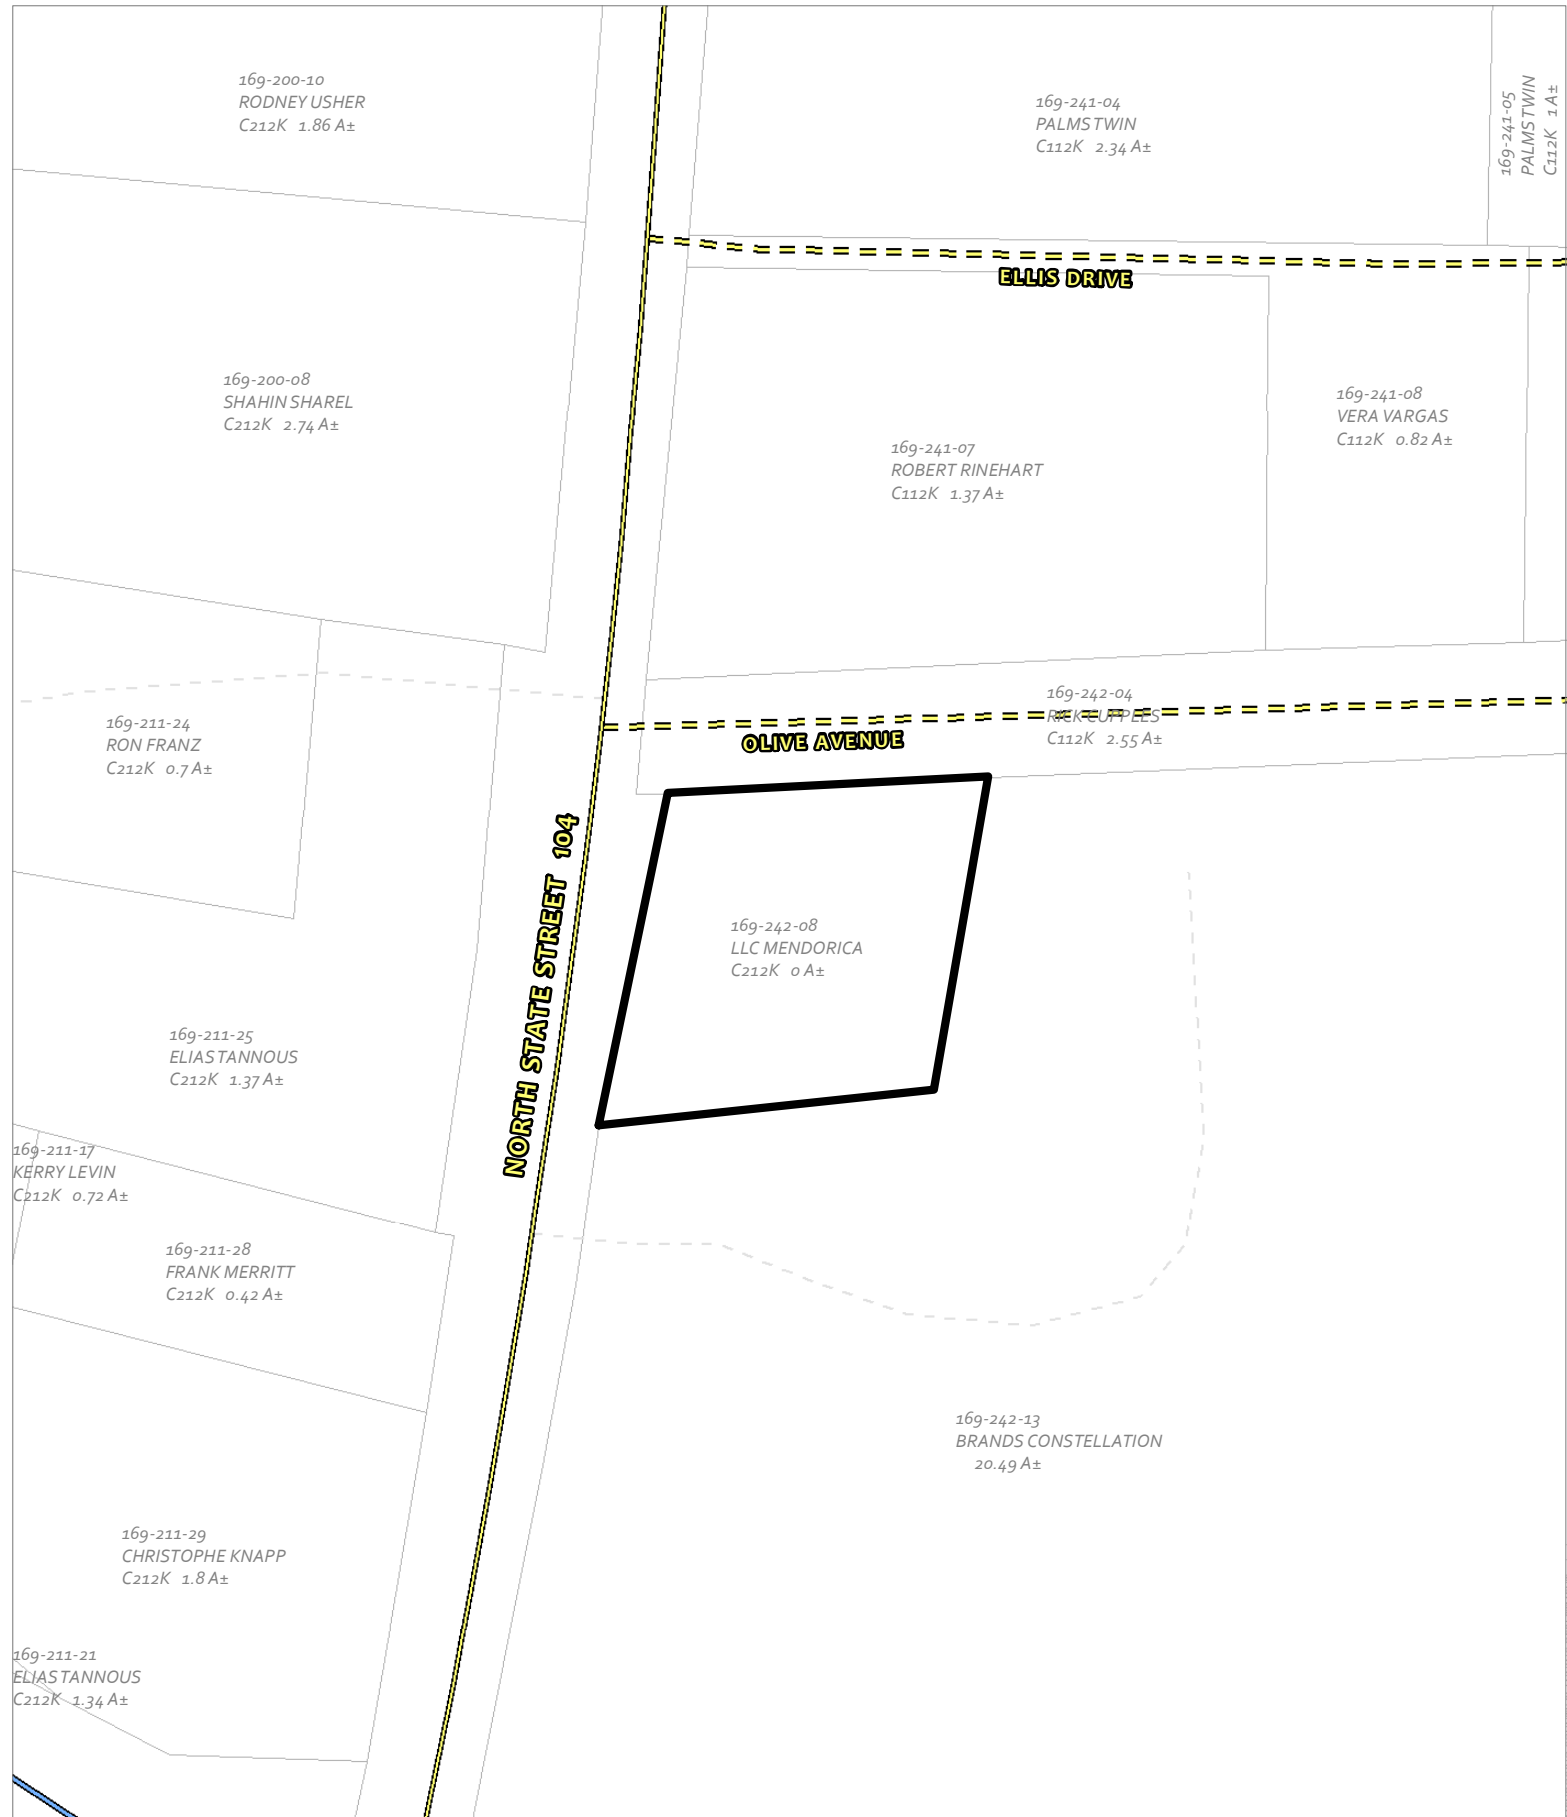 169-200-10
RODNEY USHER
C212K 1.86 A±
169-241-04
PALMS TWIN
C112K 2.34 A±
169-241-05
PALMS TWIN
C112K 1 A±
ELLIS DRIVE
169-200-08
SHAHIN SHAREL
C212K 2.74 A±
169-241-07
ROBERT RINEHART
C112K 1.37 A±
169-241-08
VERA VARGAS
C112K 0.82 A±
169-242-04
RICK CUPPLES
C112K 2.55 A±
OLIVE AVENUE
169-211-24
RON FRANZ
C212K 0.7 A±
NORTH STATE STREET 104
169-242-08
LLC MENDORICA
C212K 0 A±
169-211-25
ELIAS TANNOUS
C212K 1.37 A±
169-211-17
KERRY LEVIN
C212K 0.72 A±
169-211-28
FRANK MERRITT
C212K 0.42 A±
169-242-13
BRANDS CONSTELLATION
20.49 A±
169-211-29
CHRISTOPHE KNAPP
C212K 1.8 A±
169-211-21
ELIAS TANNOUS
C212K 1.34 A±